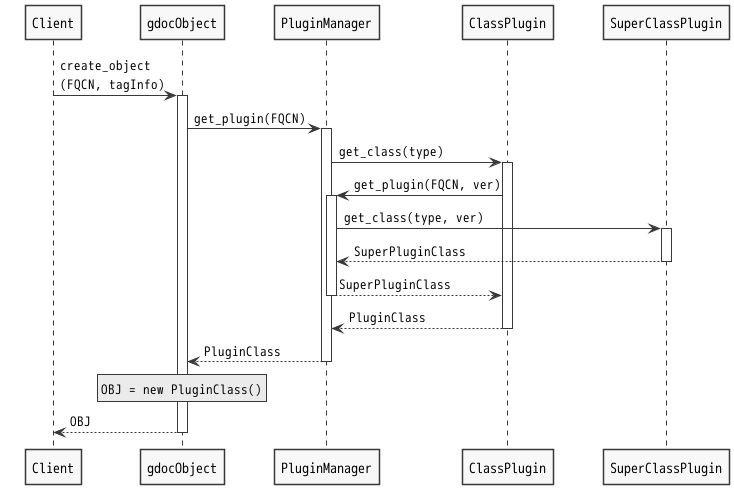 Client
gdocObject
PluginManager
ClassPlugin
SuperClassPlugin
create_object
(FQCN, tagInfo)
get_plugin(FQCN)
get_class(type)
get_plugin(FQCN, ver)
get_class(type, ver)
SuperPluginClass
SuperPluginClass
PluginClass
PluginClass
OBJ = new PluginClass()
OBJ
Client
gdocObject
PluginManager
ClassPlugin
SuperClassPlugin